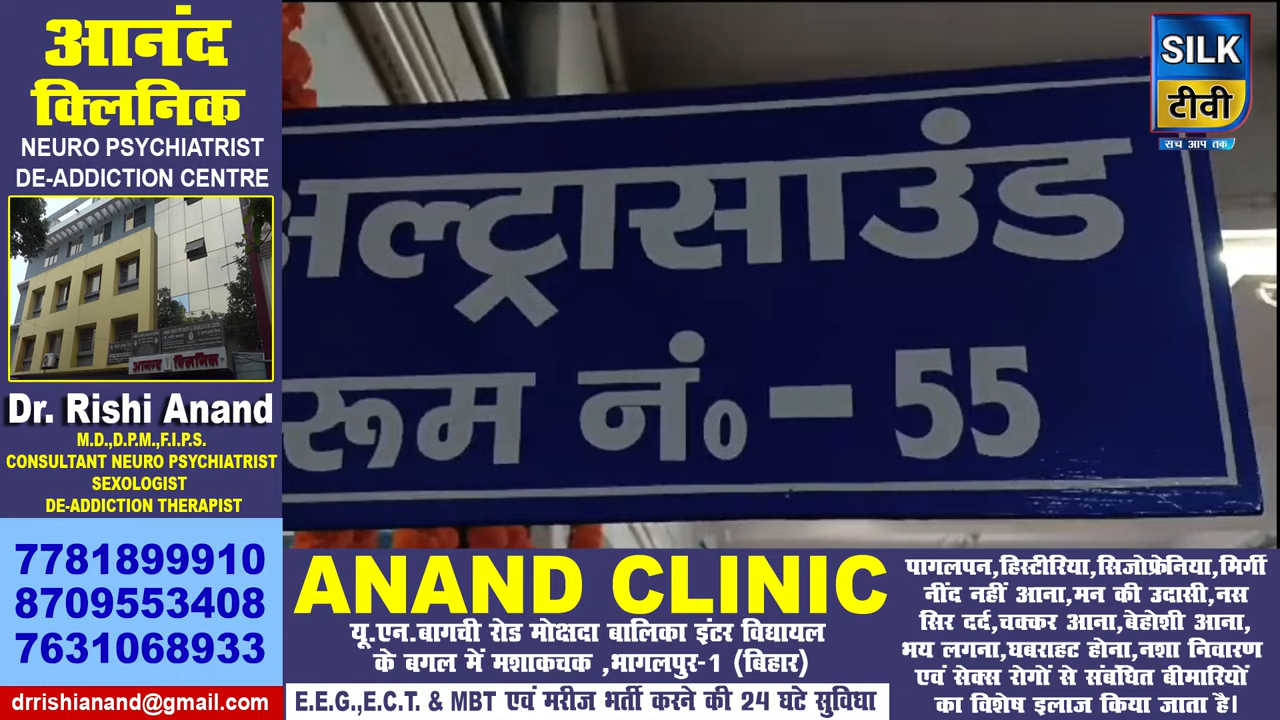 आनंद
क्लिनिक
NEURO PSYCHIATRIST
DE-ADDICTION CENTRE
आनन्द क्लिनिक
Dr. Rishi Anand
M.D.,D.P.M.,F.I.P.S.
CONSULTANT NEURO PSYCHIATRIST
SEXOLOGIST
DE-ADDICTION THERAPIST
7781899910
8709553408
7631068933
drrishianand@gmail.com
SILK
टीवी
सच आप तक
अल्ट्रासाउंड
रूम नं०-55
ANAND CLINIC
यू.एन.बागची रोड मोक्षदा बालिका इंटर विद्यायल
के बगल में मशाकचक ,भागलपुर-1 (बिहार)
E.E.G.,E.C.T. & MBT एवं मरीज भर्ती करने की 24 घटे सुविधा
पागलपन,हिस्टीरिया,सिजोफ्रेनिया,मिर्गी
नींद नहीं आना,मन की उदासी,नस
सिर दर्द,चक्कर आना,बेहोशी आना,
भय लगना,घबराहट होना,नशा निवारण
एवं सेक्स रोगों से संबंधित बीमारियों
का विशेष इलाज किया जाता है।